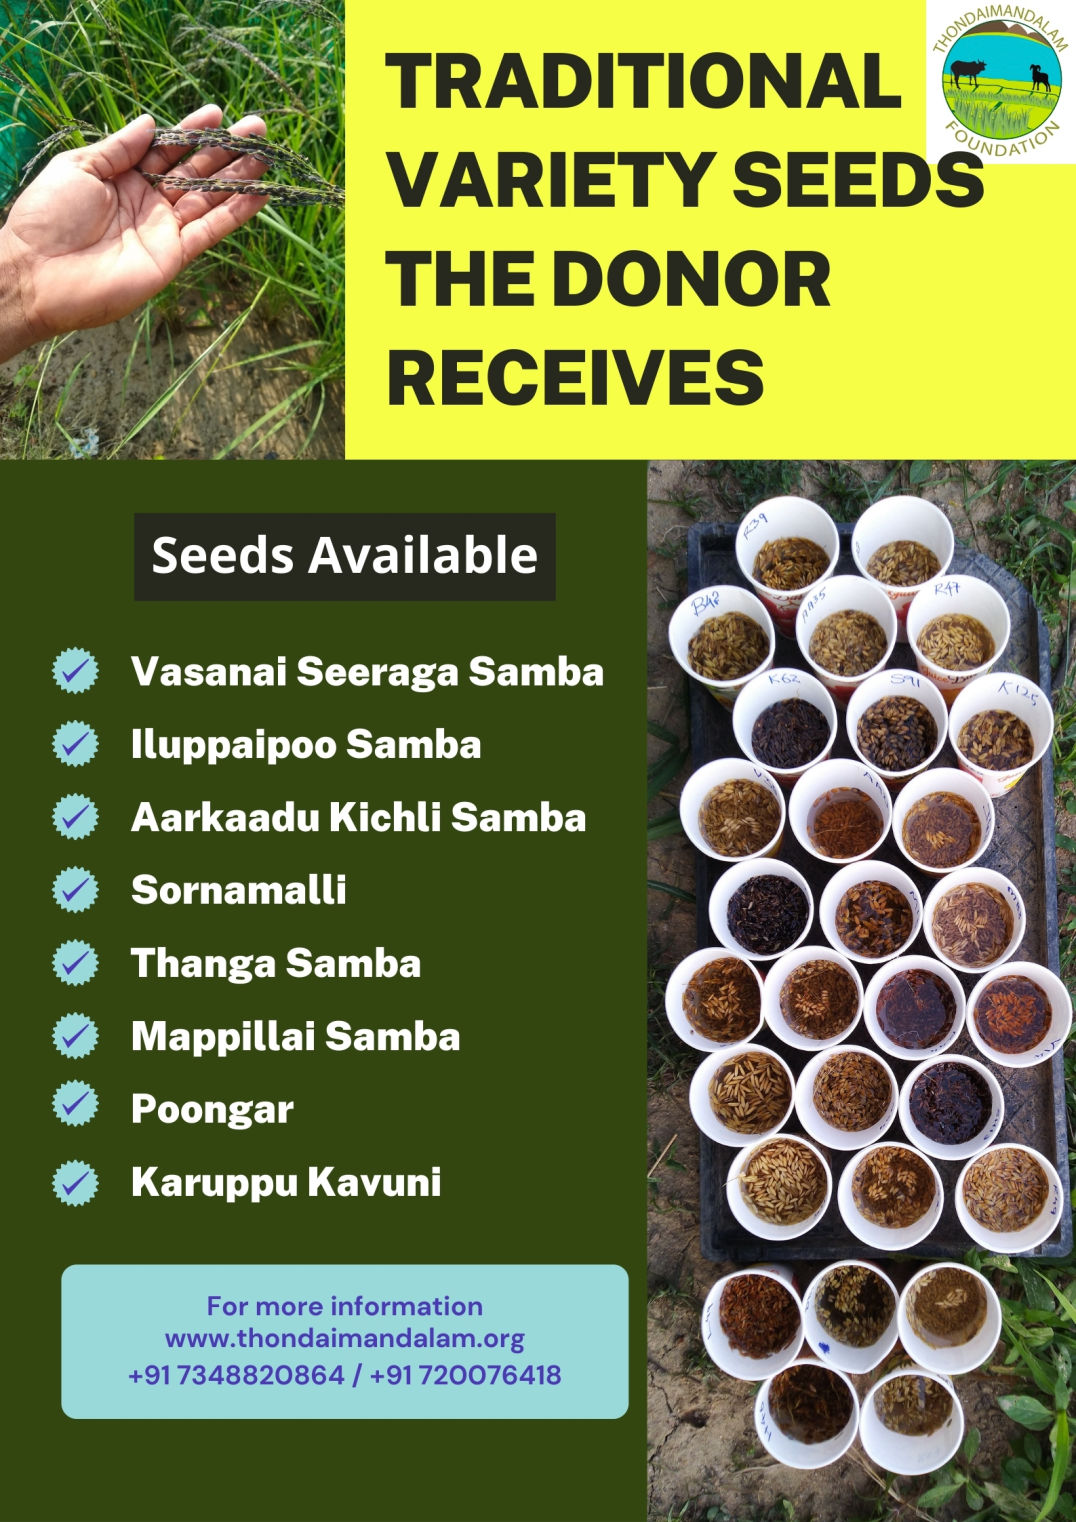 TRADITIONAL
VARIETY SEEDS
THE DONOR
RECEIVES
THONDAIMANDALAM
FOUNDATION
Seeds Available
Vasanai Seeraga Samba
Iluppaipoo Samba
Aarkaadu Kichli Samba
Sornamalli
Thanga Samba
Mappillai Samba
Poongar
Karuppu Kavuni
For more information
www.thondaimandalam.org
+91 7348820864 / +91 720076418
R39
B42
AA35
R47
K62
S91
K125